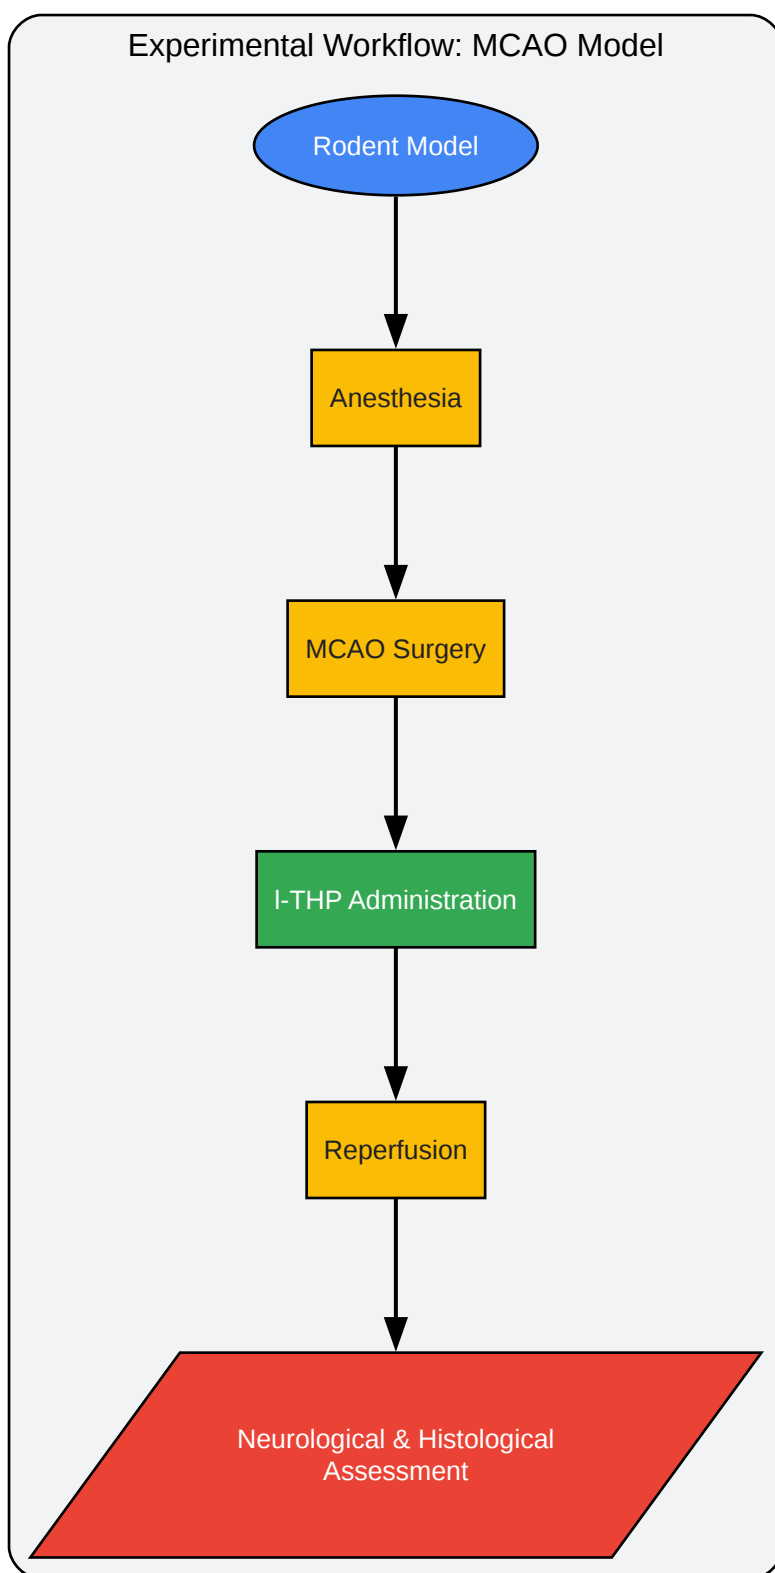 Experimental Workflow: MCAO Model
Rodent Model
Anesthesia
MCAO Surgery
l-THP Administration
Reperfusion
Neurological & Histological
Assessment